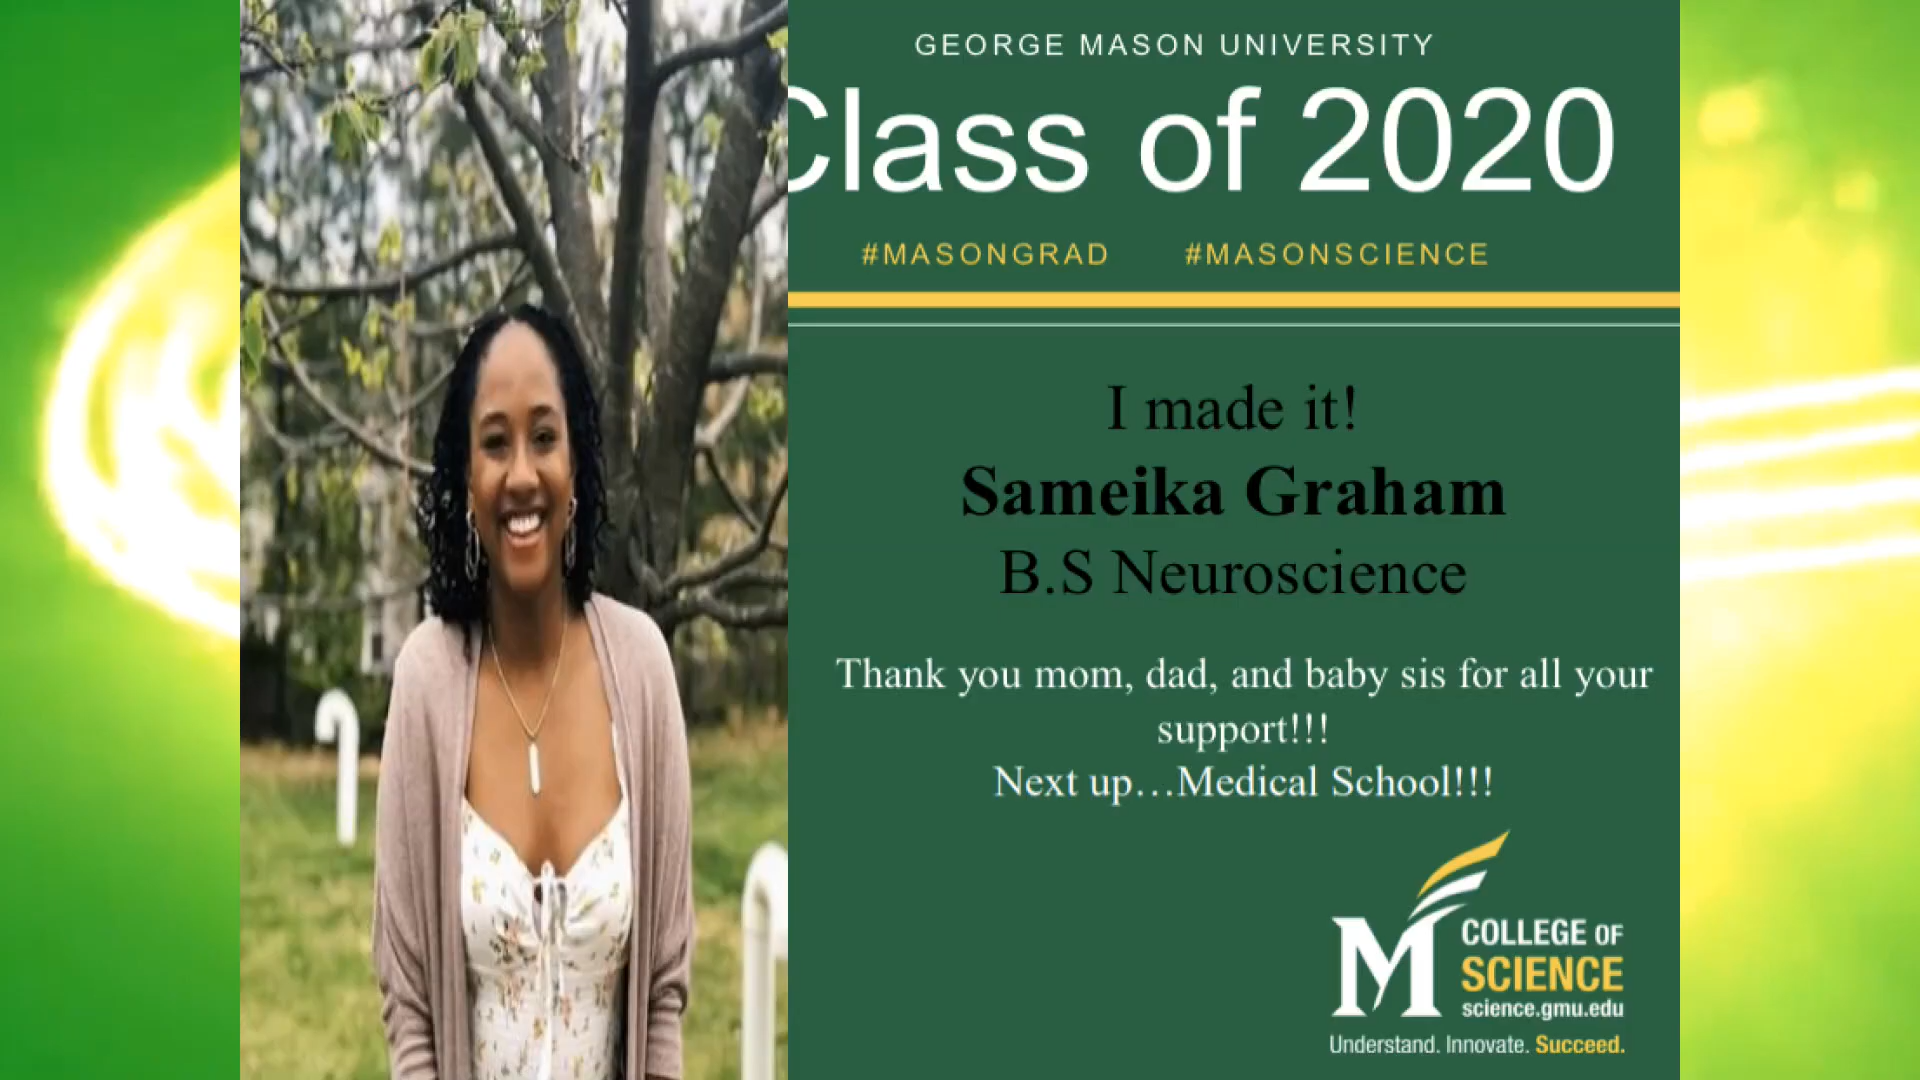 GEORGE MASON UNIVERSITY
Class of 2020
#MASONGRAD #MASONSCIENCE
I made it!
Sameika Graham
B.S Neuroscience
Thank you mom, dad, and baby sis for all your
support!!!
Next up…Medical School!!!
M
COLLEGE OF
SCIENCE
science.gmu.edu
Understand. Innovate. Succeed.